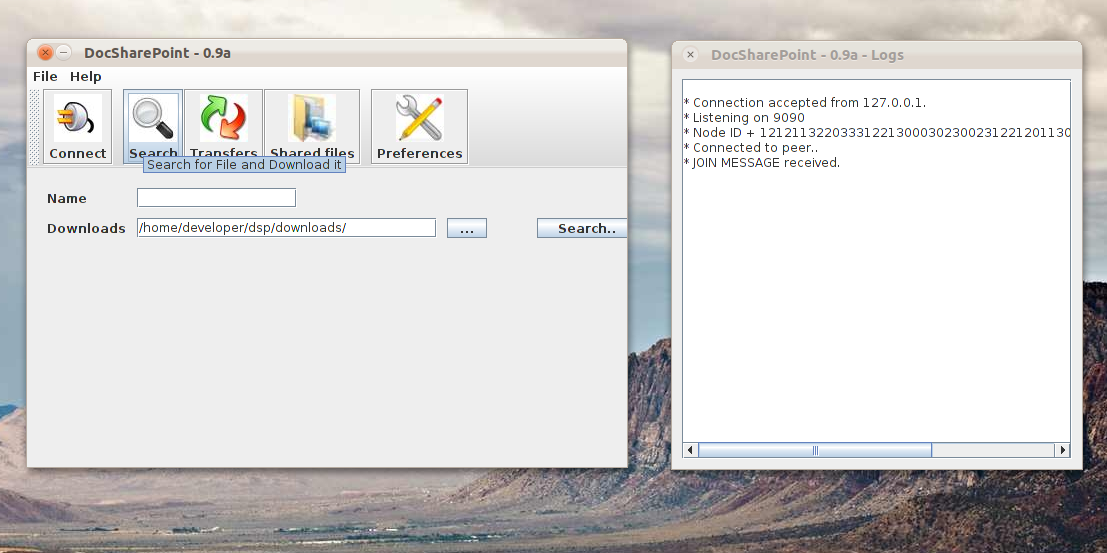 DocSharePoint - 0.9a
File Help
Connect Search Transfers Shared files Preferences
Search for File and Download it
Name
Downloads /home/developer/dsp/downloads/ ... Search..
DocSharePoint - 0.9a - Logs
* Connection accepted from 127.0.0.1.
* Listening on 9090
* Node ID + 121211322033312213000302300231221201130
* Connected to peer..
* JOIN MESSAGE received.